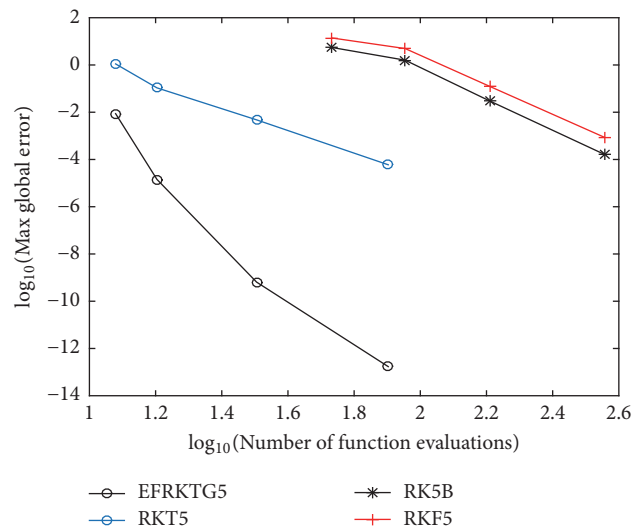 2
0
−2
−4
−6
−8
−10
−12
−14
log₁₀(Max global error)
1 1.2 1.4 1.6 1.8 2 2.2 2.4 2.6
log₁₀(Number of function evaluations)
EFRKTG5
RKT5
RK5B
RKF5